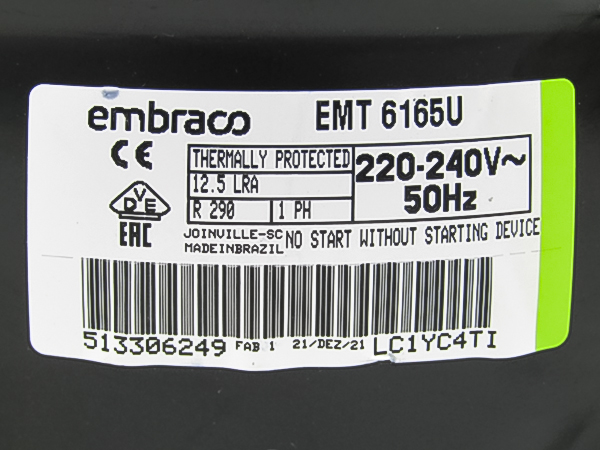 embraco EMT 6165U
CE
THERMALLY PROTECTED
220-240V~
12.5 LRA
50Hz
R 290 1 PH
VDE
EAC
JOINVILLE-SC
MADEINBRAZIL
NO START WITHOUT STARTING DEVICE
513306249 FAB 1 21/DEZ/21 LC1YC4TI